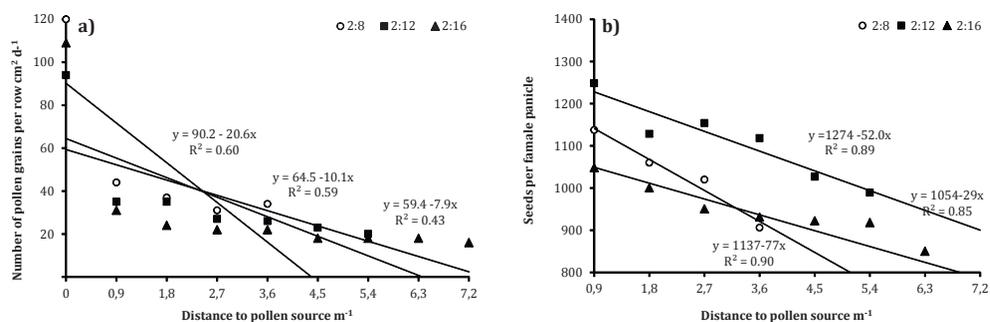 a)
2:8 2:12 2:16
Number of pollen grains per row cm² d⁻¹
120
100
80
60
40
20
y = 90.2 - 20.6x
R² = 0.60
y = 64.5 -10.1x
R² = 0.59
y = 59.4 -7.9x
R² = 0.43
0 0,9 1,8 2,7 3,6 4,5 5,4 6,3 7,2
Distance to pollen source m⁻¹
b)
2:8 2:12 2:16
Seeds per famale panicle
1400
1300
1200
1100
1000
900
800
y =1274 -52.0x
R² = 0.89
y = 1054-29x
R² = 0.85
y = 1137-77x
R² = 0.90
0,9 1,8 2,7 3,6 4,5 5,4 6,3 7,2
Distance to pollen source m⁻¹